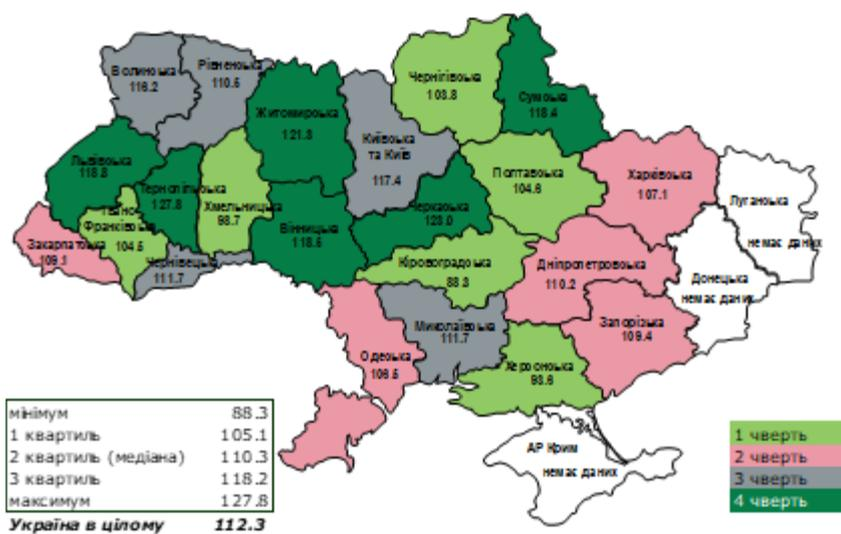 Волинська
116.2
Рівненська
110.5
Житомирська
121.3
Київська
та Київ
117.4
Чернігівська
103.8
Сумська
118.4
Львівська
118.8
Тернопільська
127.8
Хмельницька
98.7
Вінницька
118.5
Черкаська
123.0
Полтавська
104.6
Харківська
107.1
Луганська
немає даних
Івано
Франківська
104.5
Закарпатська
109.1
Чернівецька
111.7
Кіровоградська
88.3
Дніпропетровська
110.2
Донецька
немає даних
Миколаївська
111.7
Запорізька
109.4
Одеська
106.5
Херсонська
93.6
АР Крим
немає даних
мінімум 88.3
1 квартиль 105.1
2 квартиль (медіана) 110.3
3 квартиль 118.2
максимум 127.8
Україна в цілому 112.3
1 чверть
2 чверть
3 чверть
4 чверть